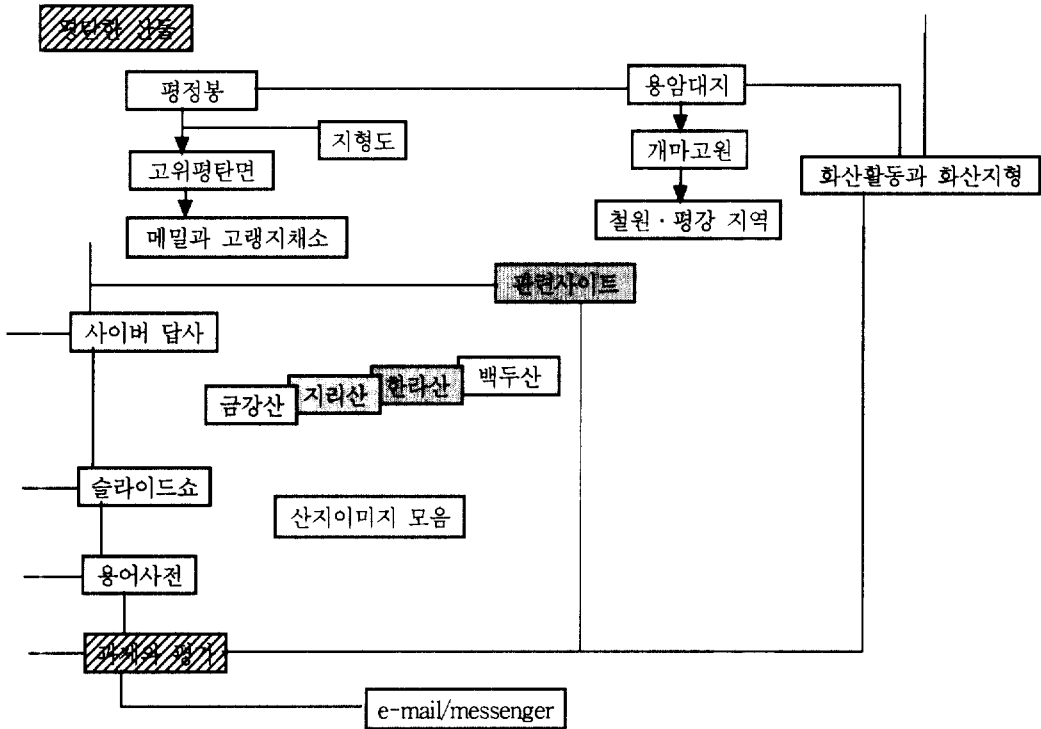 평탄한 산들
평정봉
용암대지
지형도
개마고원
고위평탄면
화산활동과 화산지형
메밀과 고랭지채소
철원·평강 지역
관련사이트
사이버 답사
금강산
지리산
한라산
백두산
슬라이드쇼
산지이미지 모음
용어사전
과제와 평가
e-mail/messenger